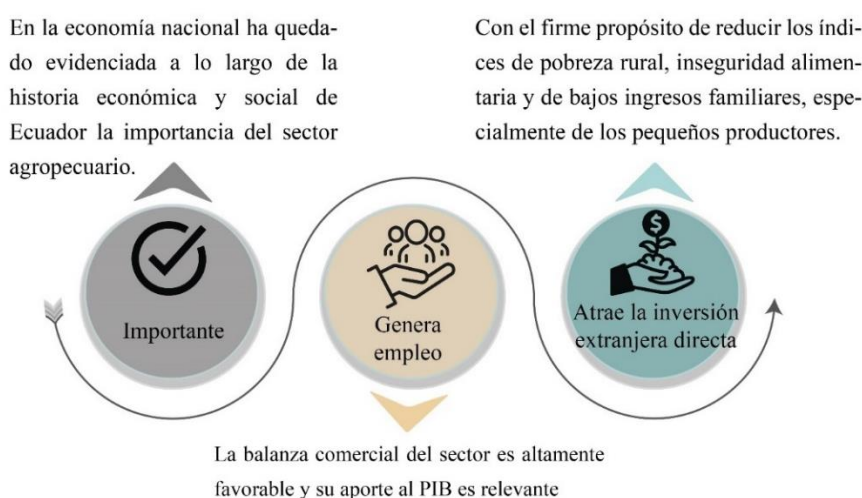 En la economía nacional ha queda-
do evidenciada a lo largo de la
historia económica y social de
Ecuador la importancia del sector
agropecuario.
Con el firme propósito de reducir los índi-
ces de pobreza rural, inseguridad alimen-
taria y de bajos ingresos familiares, espe-
cialmente de los pequeños productores.
Importante
Genera
empleo
Atrae la inversión
extranjera directa
La balanza comercial del sector es altamente
favorable y su aporte al PIB es relevante